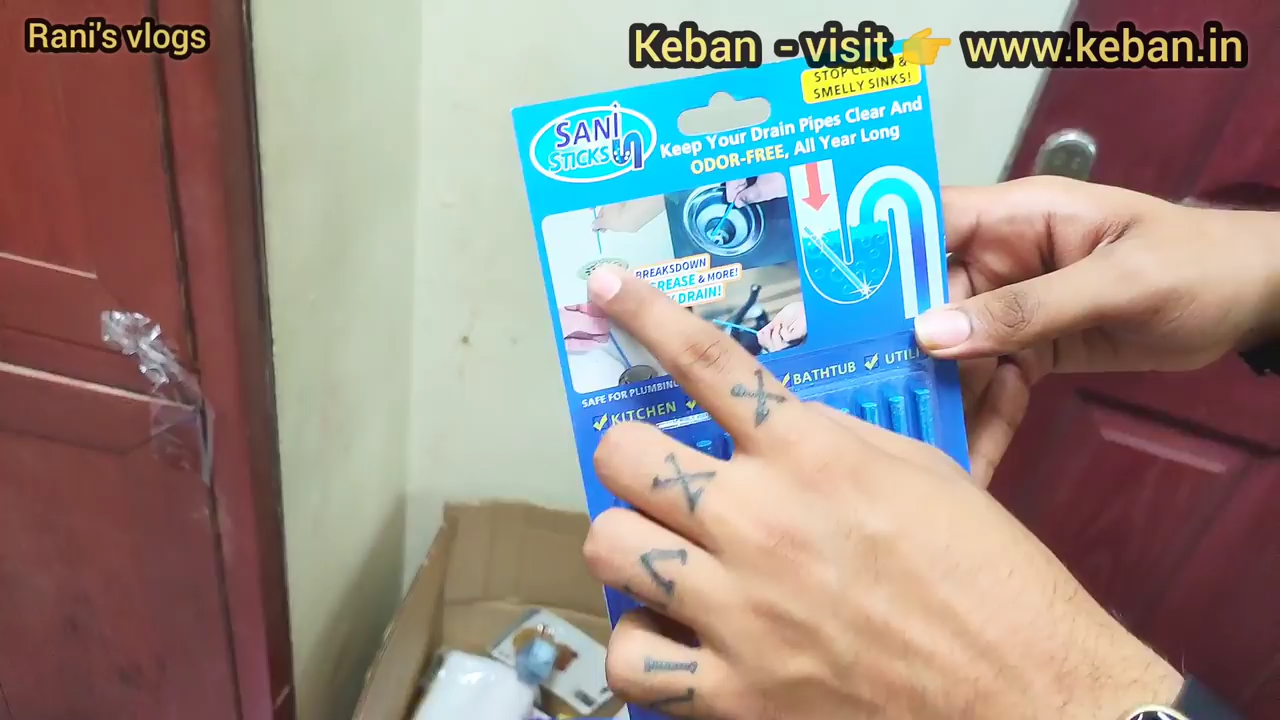 Rani's vlogs
Keban - visit 👉 www.keban.in
STOP
SMELLY SINKS!
SANI
STICKS
Keep Your Drain Pipes Clear And
ODOR-FREE, All Year Long
BREAKSDOWN
GREASE & MORE!
DRAIN!
SAFE FOR PLUMBING
KITCHEN
BATHTUB